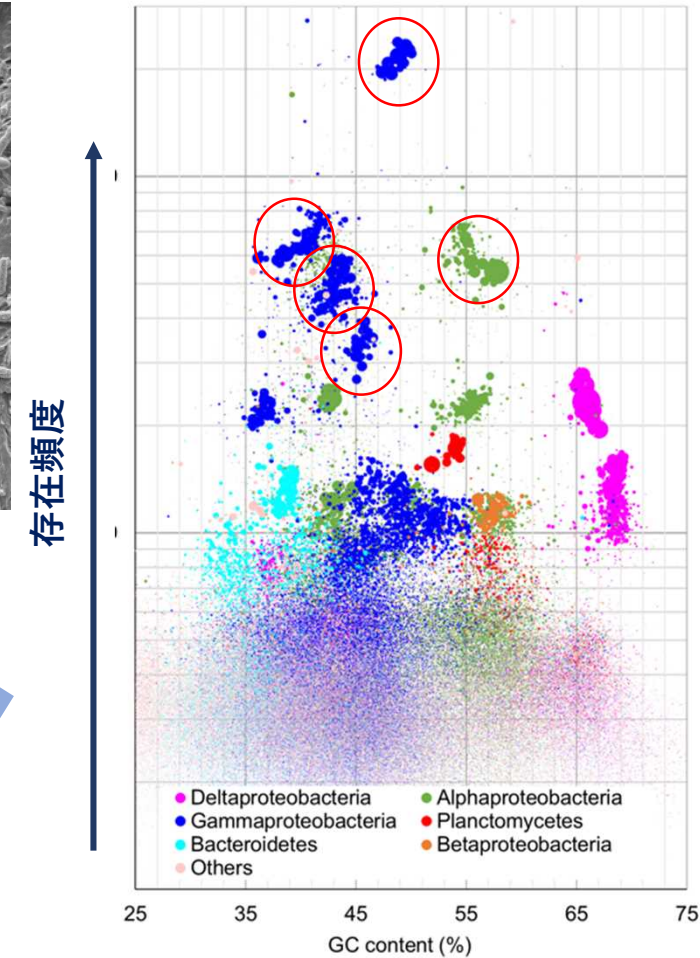 存在頻度
Deltaproteobacteria
Alphaproteobacteria
Gammaproteobacteria
Planctomycetes
Bacteroidetes
Betaproteobacteria
Others
25 35 45 55 65 75
GC content (%)